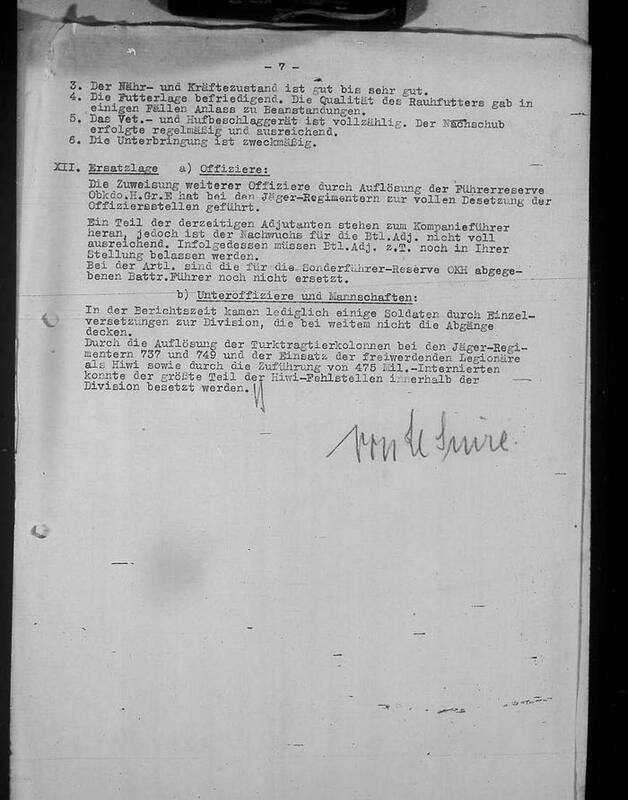 - 7 -
3. Der Nähr- und Kräftezustand ist gut bis sehr gut.
4. Die Futterlage befriedigend. Die Qualität des Rauhfutters gab in
einigen Fällen Anlass zu Beanstandungen.
5. Das Vet.- und Hufbeschlaggerät ist vollzählig. Der Nachschub
erfolgte regelmäßig und ausreichend.
6. Die Unterbringung ist zweckmäßig.
XII. Ersatzlage a) Offiziere:
Die Zuweisung weiterer Offiziere durch Auflösung der Führerreserve
Obkdo.H.Gr.E hat bei den Jäger-Regimentern zur vollen Besetzung der
Offiziersstellen geführt.
Ein Teil der derzeitigen Adjutanten stehen zum Kompanieführer
heran, jedoch ist der Nachwuchs für die Btl.Adj. nicht voll
ausreichend. Infolgedessen müssen Btl.Adj. z.T. noch in Ihrer
Stellung belassen werden.
Bei der Artl. sind die für die Sonderführer-Reserve OKH abgege-
benen Battr.Führer noch nicht ersetzt.
b) Unteroffiziere und Mannschaften:
In der Berichtszeit kamen lediglich einige Soldaten durch Einzel-
versetzungen zur Division, die bei weitem nicht die Abgänge
decken.
Durch die Auflösung der Turktragtierkolonnen bei den Jäger-Regi-
mentern 737 und 749 und der Einsatz der freiwerdenden Legionäre
als Hiwi sowie durch die Zuführung von 475 Mil.-Internierten
konnte der größte Teil der Hiwi-Fehlstellen innerhalb der
Division besetzt werden.
von Le Suire.